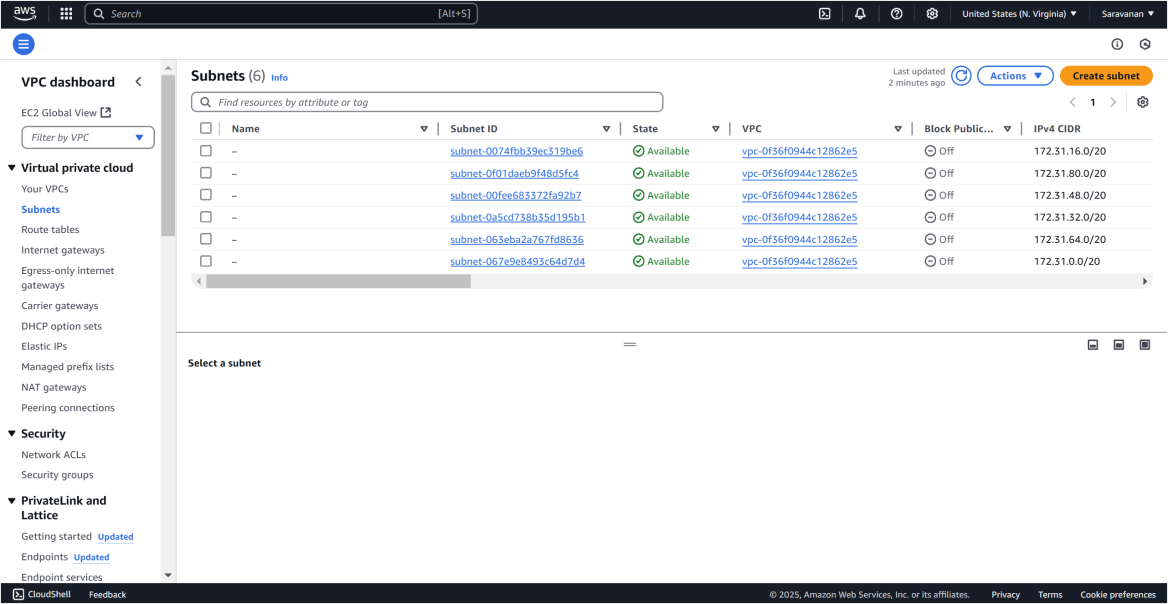 aws
Search [Alt+S]
United States (N. Virginia) ▼ Saravanan ▼
VPC dashboard
EC2 Global View
Filter by VPC
Virtual private cloud
Your VPCs
Subnets
Route tables
Internet gateways
Egress-only internet
gateways
Carrier gateways
DHCP option sets
Elastic IPs
Managed prefix lists
NAT gateways
Peering connections
Security
Network ACLs
Security groups
PrivateLink and
Lattice
Getting started Updated
Endpoints Updated
Endpoint services
Subnets (6) Info
Last updated
2 minutes ago
Actions
Create subnet
Find resources by attribute or tag
1
Name Subnet ID State VPC Block Public... IPv4 CIDR
– subnet-0074fbb39ec319be6 Available vpc-0f36f0944c12862e5 Off 172.31.16.0/20
– subnet-0f01daeb9f48d5fc4 Available vpc-0f36f0944c12862e5 Off 172.31.80.0/20
– subnet-00fee683372fa92b7 Available vpc-0f36f0944c12862e5 Off 172.31.48.0/20
– subnet-0a5cd738b35d195b1 Available vpc-0f36f0944c12862e5 Off 172.31.32.0/20
– subnet-063eba2a767fd8636 Available vpc-0f36f0944c12862e5 Off 172.31.64.0/20
– subnet-067e9e8493c64d7d4 Available vpc-0f36f0944c12862e5 Off 172.31.0.0/20
Select a subnet
CloudShell Feedback © 2025, Amazon Web Services, Inc. or its affiliates. Privacy Terms Cookie preferences